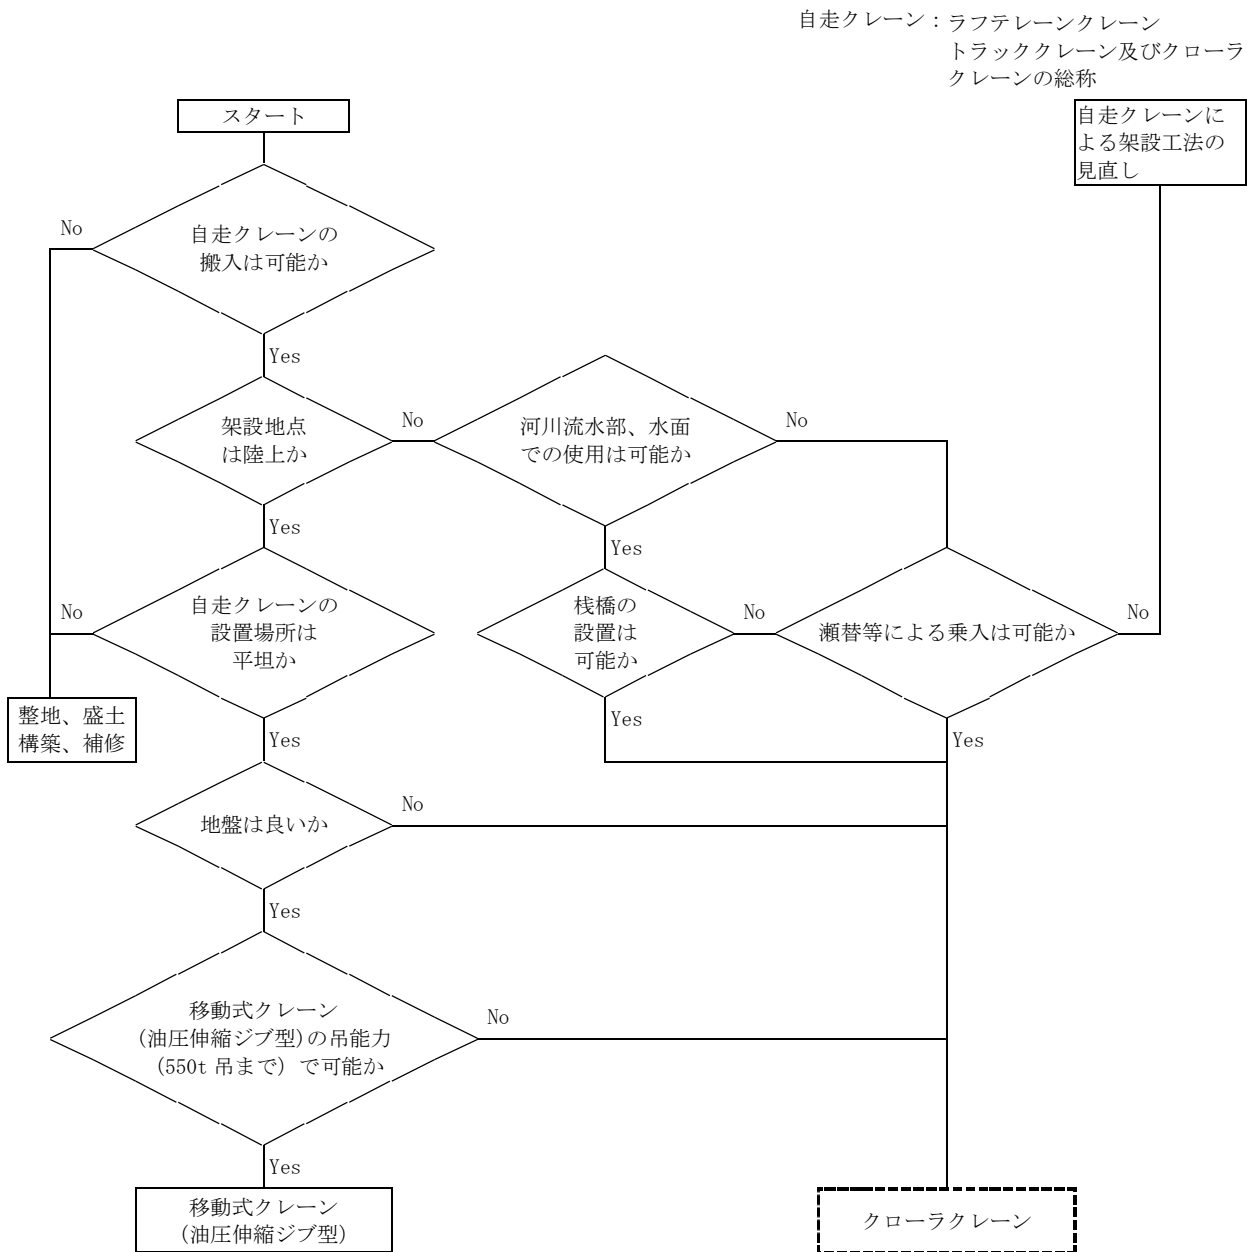 自走クレーン：ラフテレーンクレーン
トラッククレーン及びクローラ
クレーンの総称
スタート
自走クレーンに
よる架設工法の
見直し
No
自走クレーンの
搬入は可能か
Yes
架設地点
は陸上か
No
河川流水部、水面
での使用は可能か
No
Yes
Yes
No
自走クレーンの
設置場所は
平坦か
桟橋の
設置は
可能か
No
瀬替等による乗入は可能か
No
整地、盛土
構築、補修
Yes
Yes
Yes
地盤は良いか
No
Yes
移動式クレーン
(油圧伸縮ジブ型)の吊能力
（550t 吊まで）で可能か
No
Yes
移動式クレーン
（油圧伸縮ジブ型）
クローラクレーン